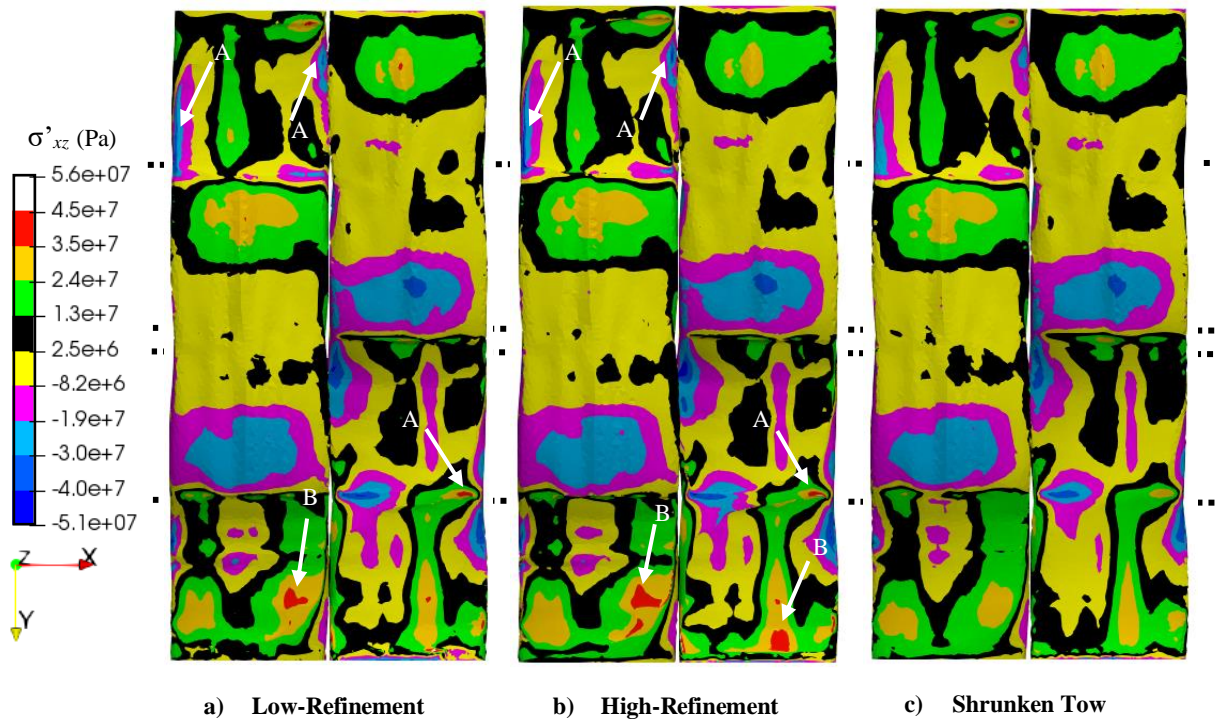 σ'xz (Pa)
5.6e+07
4.5e+7
3.5e+7
2.4e+7
1.3e+7
2.5e+6
-8.2e+6
-1.9e+7
-3.0e+7
-4.0e+7
-5.1e+07
Z X
Y
A
A
A
B
A
A
A
B
B
a) Low-Refinement
b) High-Refinement
c) Shrunken Tow